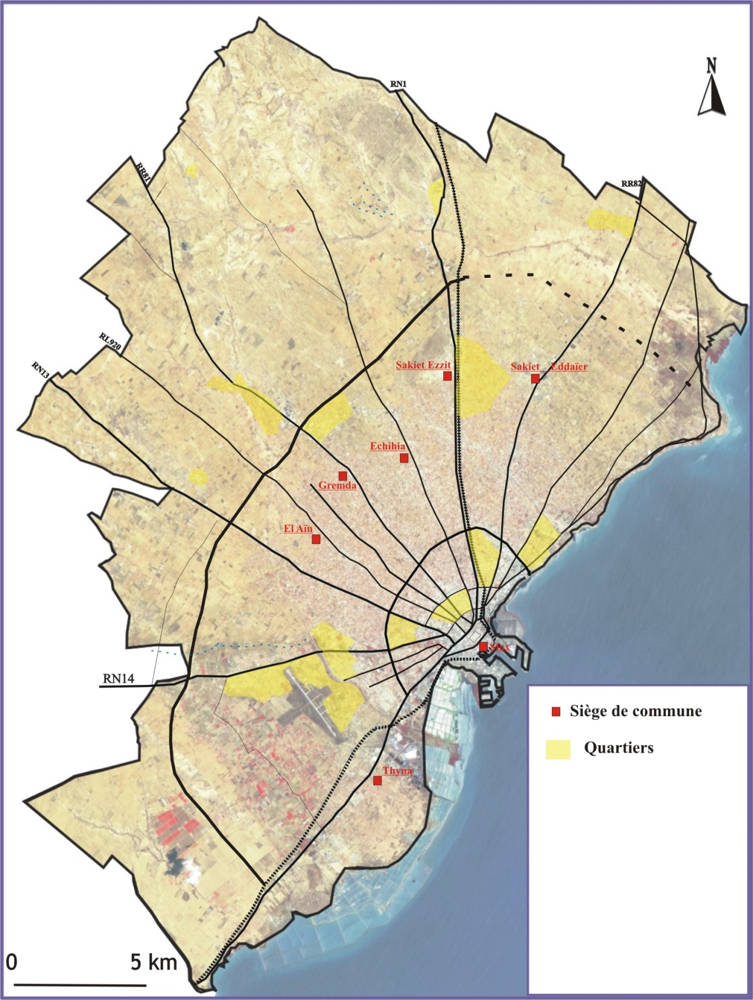 N
RN1
RR81
RR82
RL920
RN13
Sakiet Ezzit
Sakiet Eddaïer
Echihia
Gremda
El Aïn
Sfax
RN14
Siège de commune
Quartiers
Thyna
0 5 km